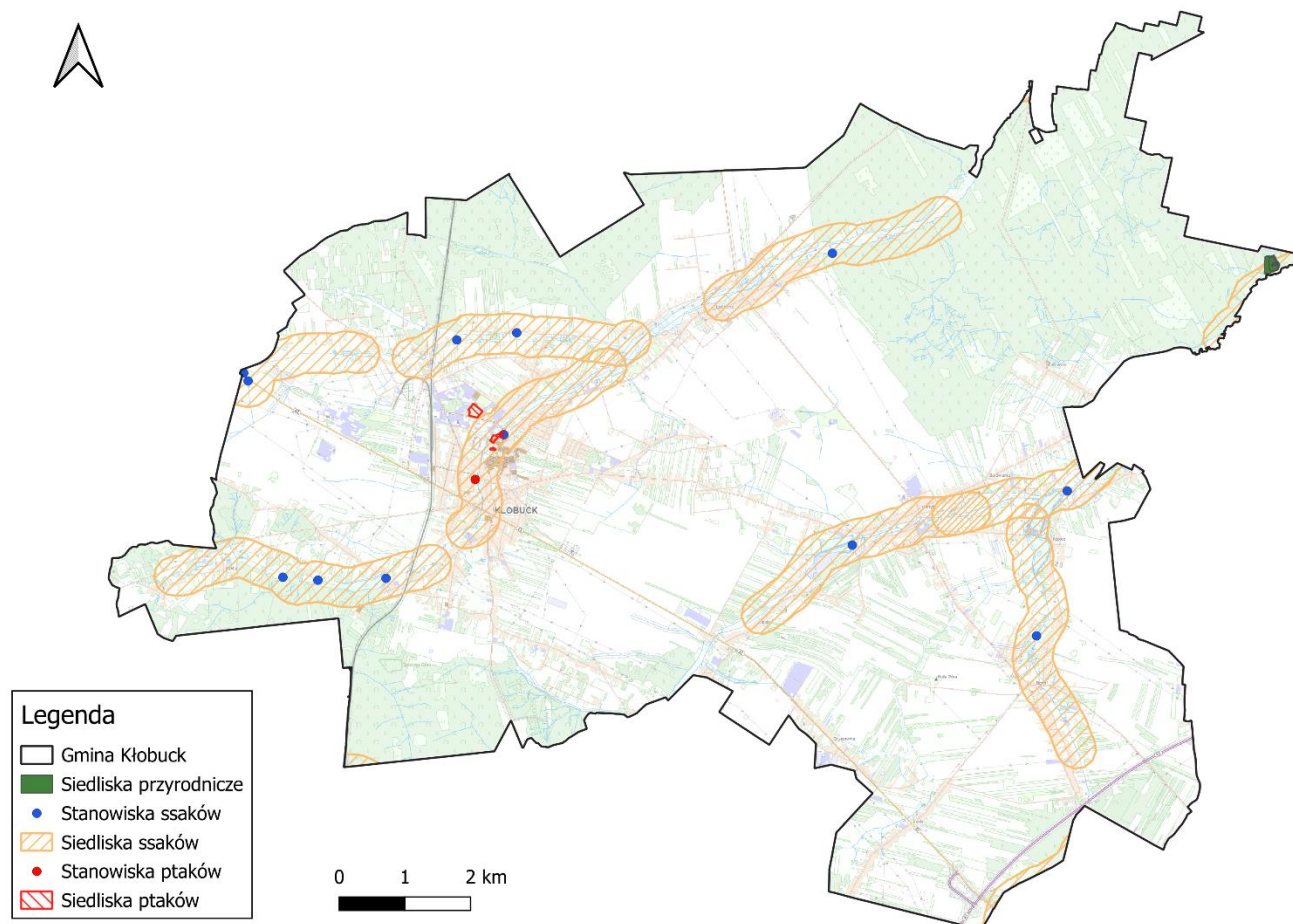 KŁOBUCK
Legenda
Gmina Kłobuck
Siedliska przyrodnicze
Stanowiska ssaków
Siedliska ssaków
Stanowiska ptaków
Siedliska ptaków
0 1 2 km